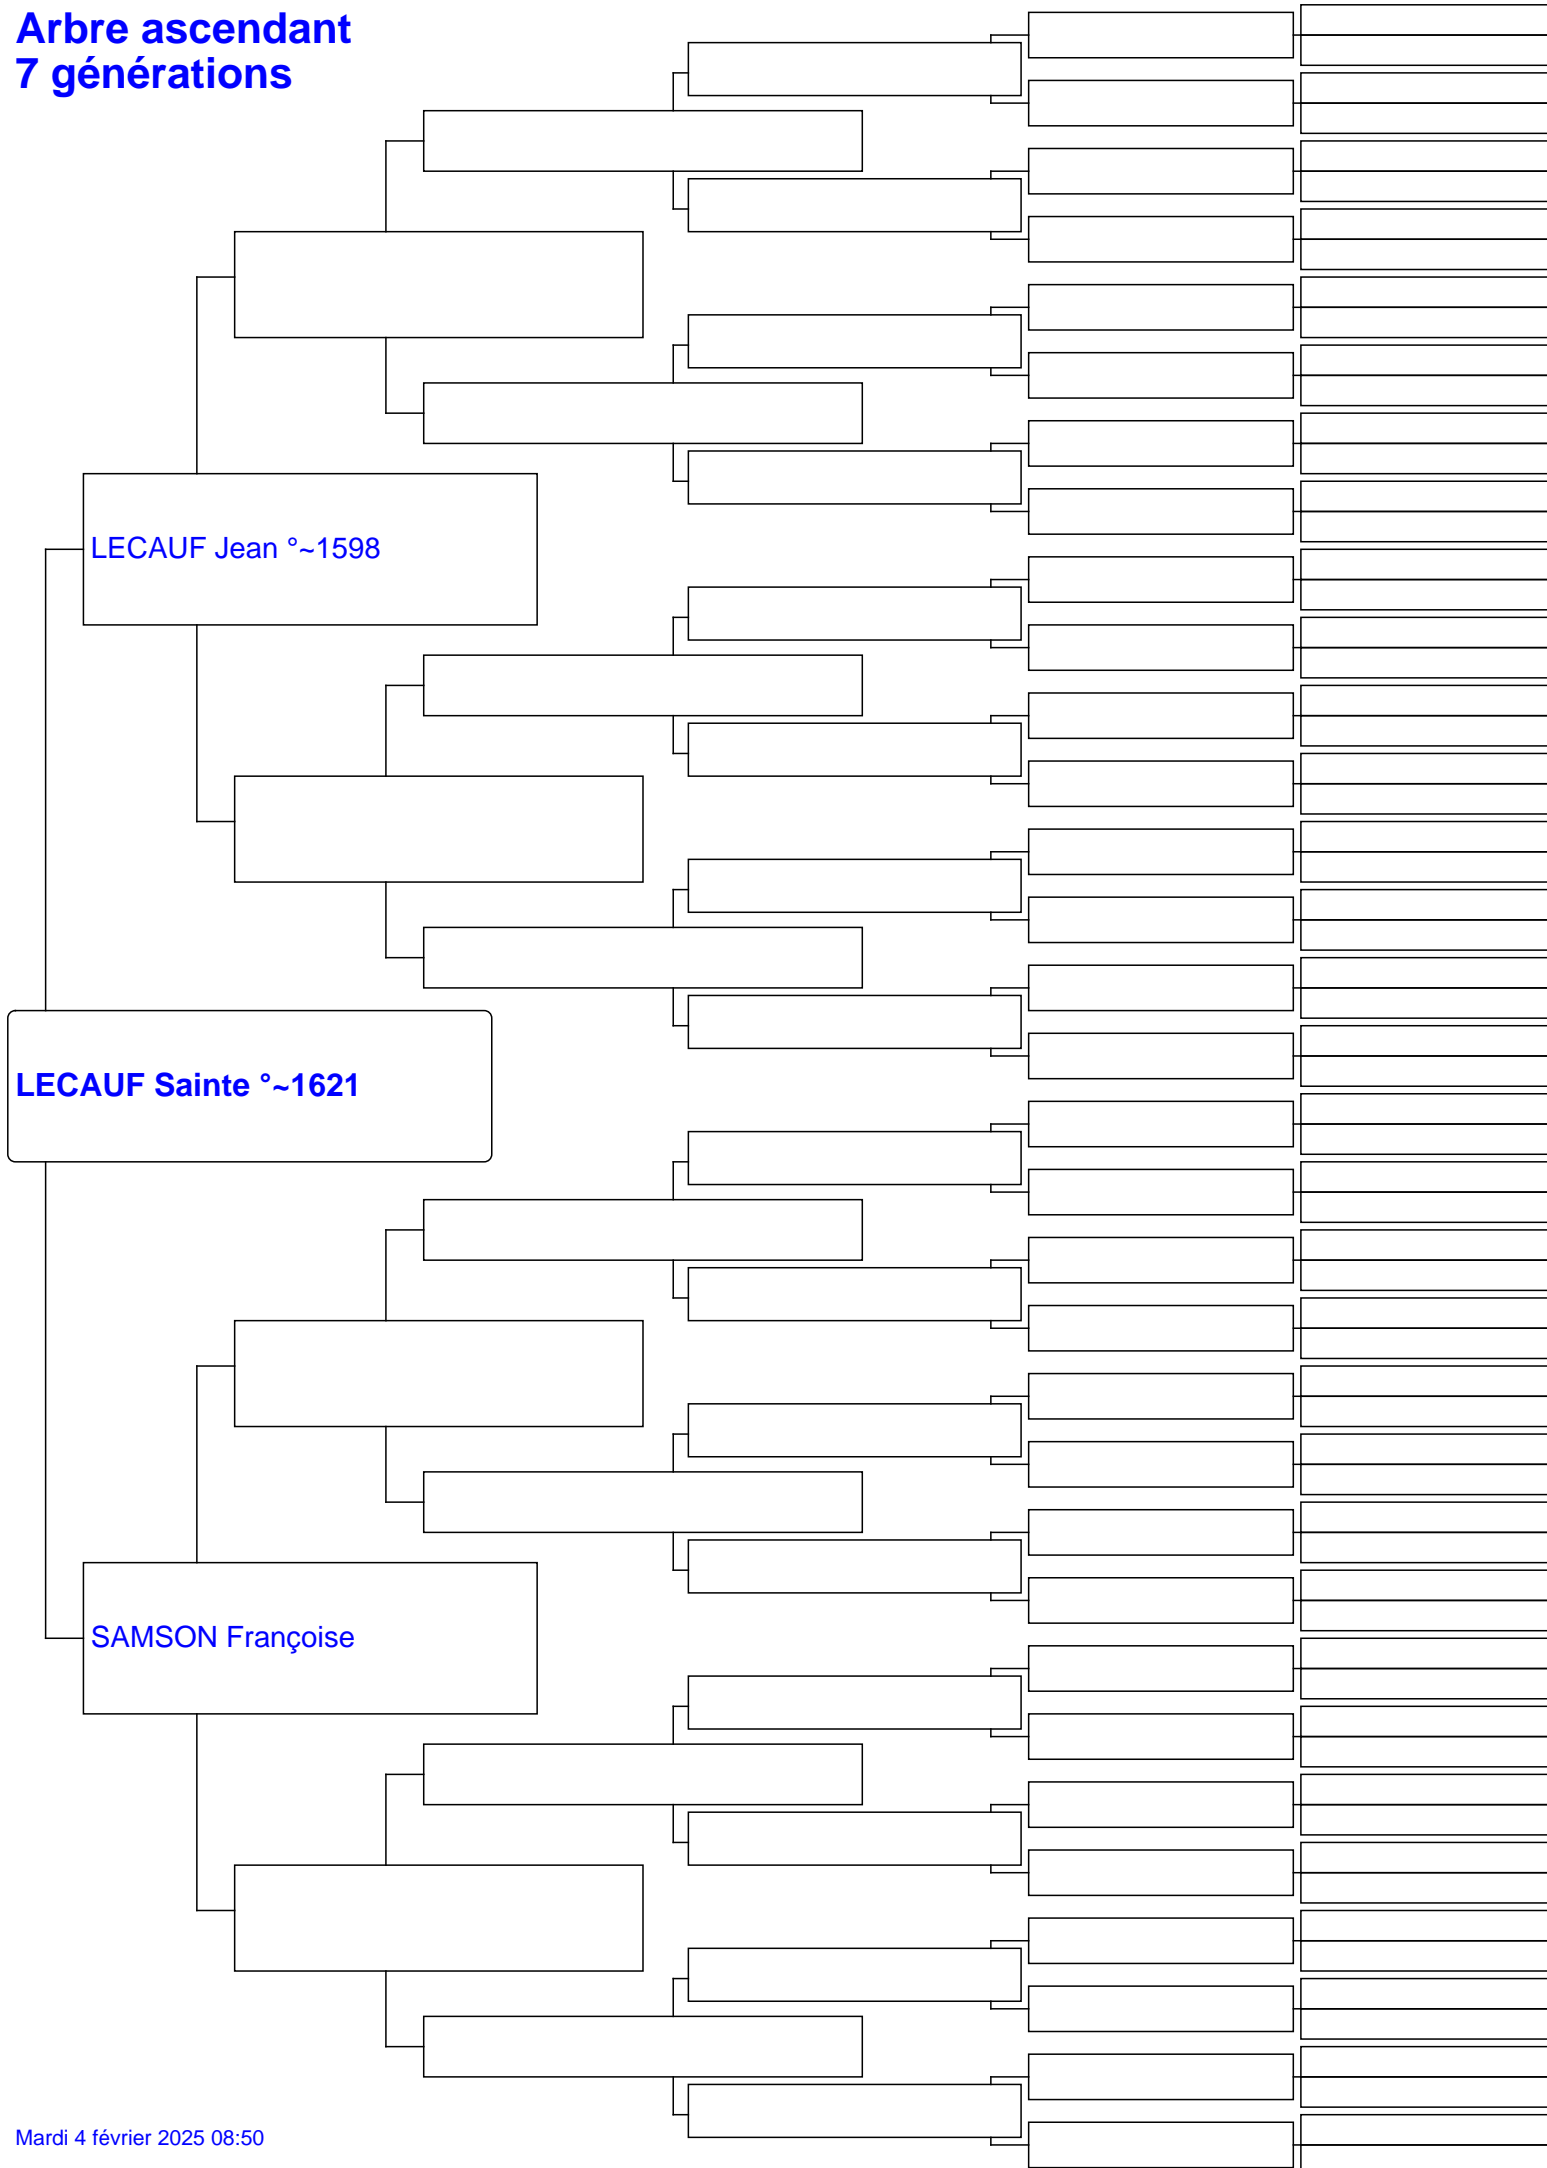 Arbre ascendant
7 générations
LECAUF Jean °~1598
LECAUF Sainte °~1621
SAMSON Françoise
Mardi 4 février 2025 08:50